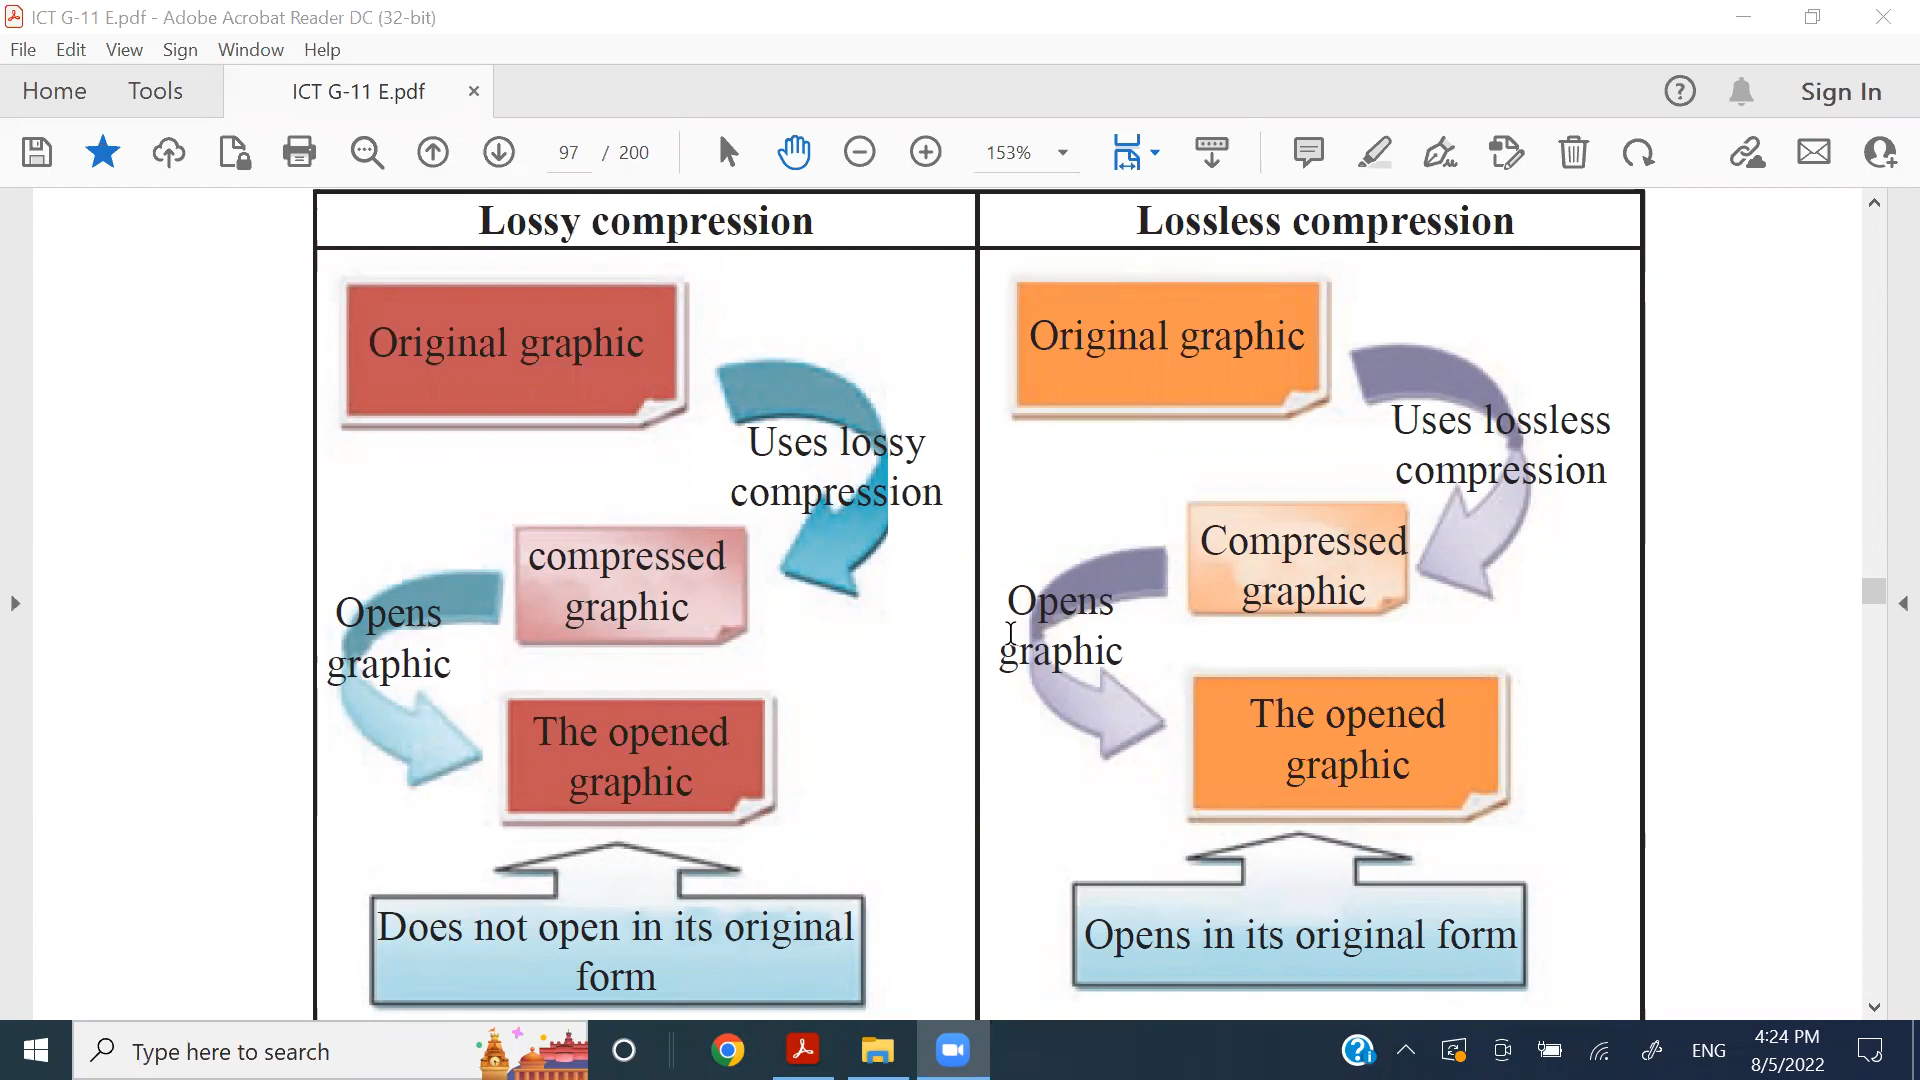 ICT G-11 E.pdf - Adobe Acrobat Reader DC (32-bit)
File Edit View Sign Window Help
Home Tools ICT G-11 E.pdf × Sign In
97 / 200 153%
Lossy compression
Original graphic
Uses lossy
compression
compressed
graphic
Opens
graphic
The opened
graphic
Does not open in its original
form
Lossless compression
Original graphic
Uses lossless
compression
Compressed
graphic
Opens
graphic
The opened
graphic
Opens in its original form
Type here to search
ENG
4:24 PM
8/5/2022